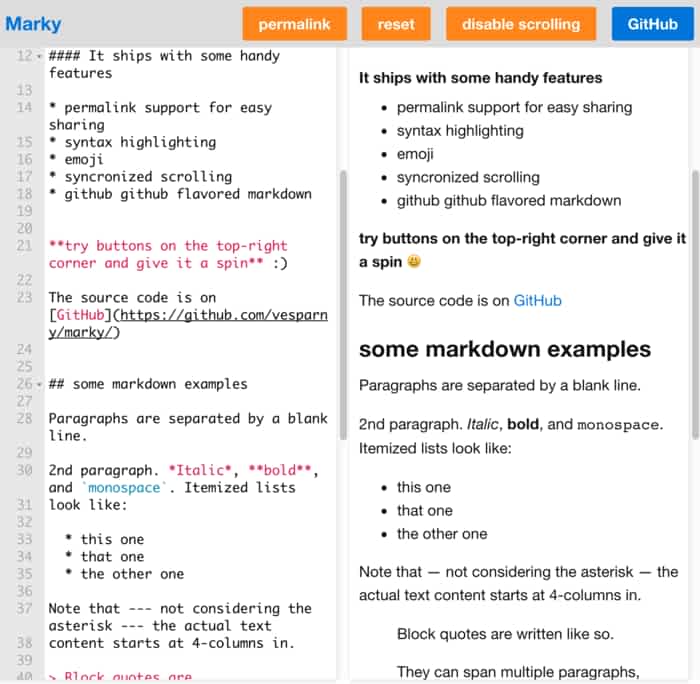 Marky
permalink
reset
disable scrolling
GitHub
12 #### It ships with some handy
features
13
14 * permalink support for easy
sharing
15 * syntax highlighting
16 * emoji
17 * syncronized scrolling
18 * github github flavored markdown
19
20
21 **try buttons on the top-right
corner and give it a spin** :)
22
23 The source code is on
[GitHub](https://github.com/vesparn
y/marky/)
24
25
26 ## some markdown examples
27
28 Paragraphs are separated by a blank
line.
29
30 2nd paragraph. *Italic*, **bold**,
and `monospace`. Itemized lists
31 look like:
32
33 * this one
34 * that one
35 * the other one
36
37 Note that --- not considering the
asterisk --- the actual text
38 content starts at 4-columns in.
39
40 > Block quotes are
It ships with some handy features
• permalink support for easy sharing
• syntax highlighting
• emoji
• syncronized scrolling
• github github flavored markdown
try buttons on the top-right corner and give it
a spin 😃
The source code is on GitHub
some markdown examples
Paragraphs are separated by a blank line.
2nd paragraph. Italic, bold, and monospace.
Itemized lists look like:
• this one
• that one
• the other one
Note that — not considering the asterisk — the
actual text content starts at 4-columns in.
Block quotes are written like so.
They can span multiple paragraphs,